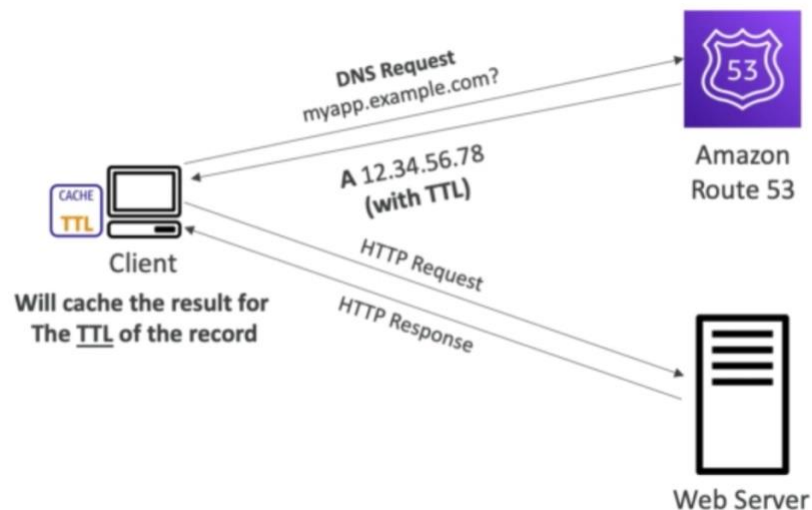 DNS Request
myapp.example.com?
53
Amazon
Route 53
A 12.34.56.78
(with TTL)
CACHE
TTL
Client
Will cache the result for
The TTL of the record
HTTP Request
HTTP Response
Web Server